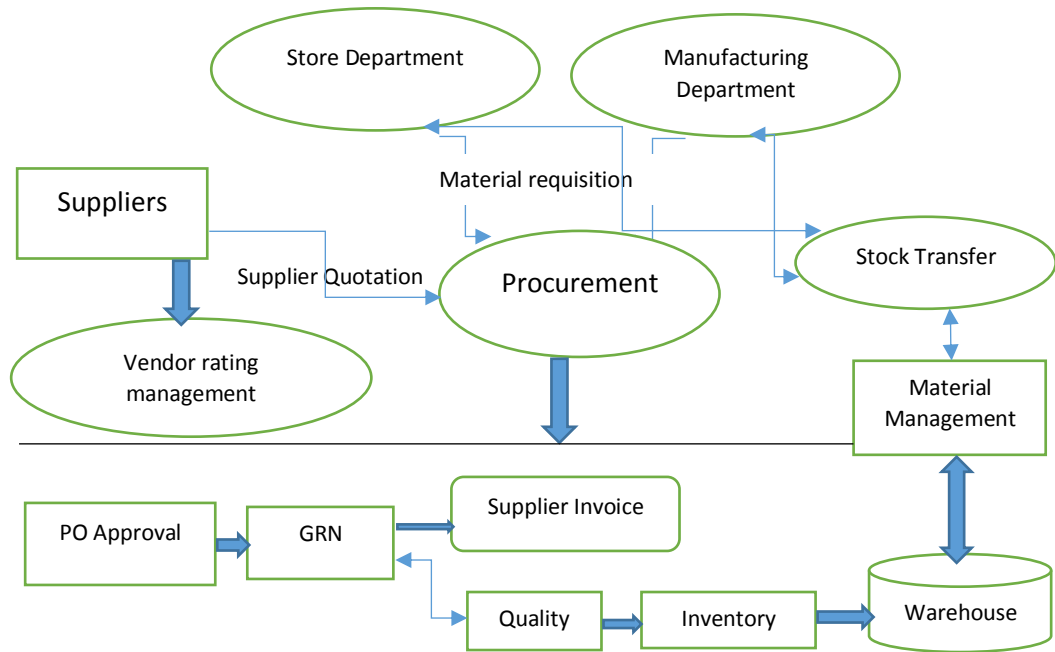 Store Department
Manufacturing
Department
Material requisition
Suppliers
Supplier Quotation
Procurement
Stock Transfer
Vendor rating
management
Material
Management
PO Approval
GRN
Supplier Invoice
Quality
Inventory
Warehouse